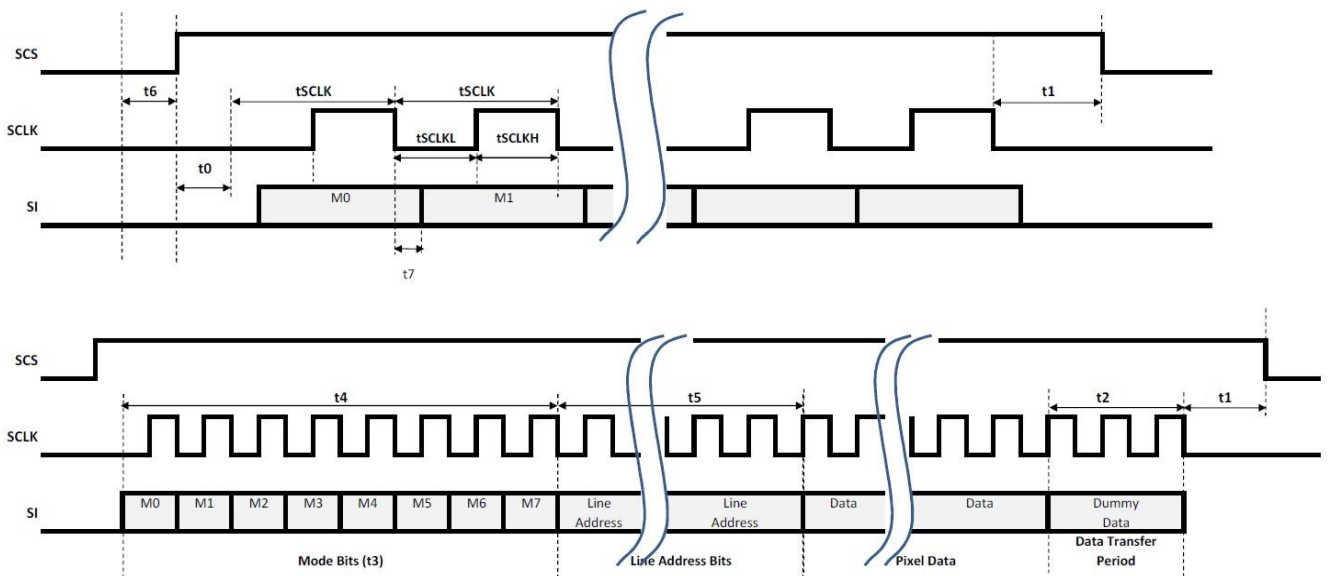 SCS
t6
tSCLK
tSCLK
t1
SCLK
tSCLKL
tSCLKH
t0
M0
M1
SI
t7
SCS
t4
t5
t2
t1
SCLK
M0
M1
M2
M3
M4
M5
M6
M7
Line
Address
Line
Address
Data
Data
Dummy
Data
SI
Mode Bits (t3)
Line Address Bits
Pixel Data
Data Transfer
Period